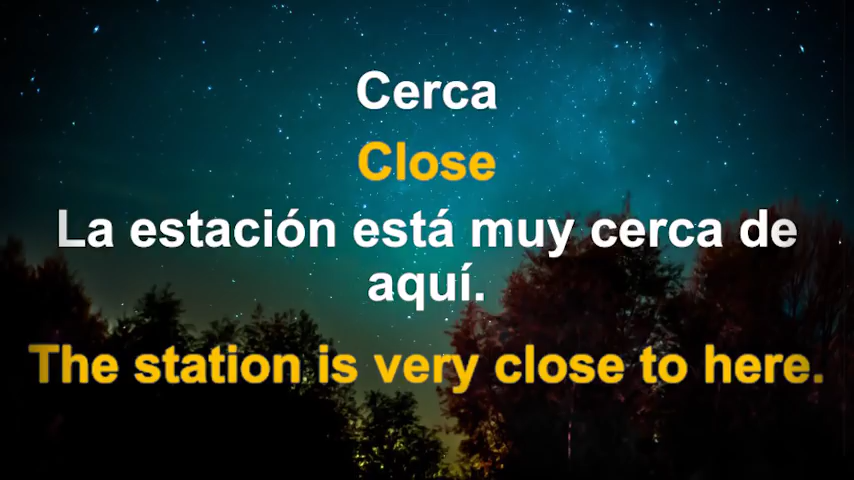 Cerca
Close
La estación está muy cerca de
aquí.
The station is very close to here.